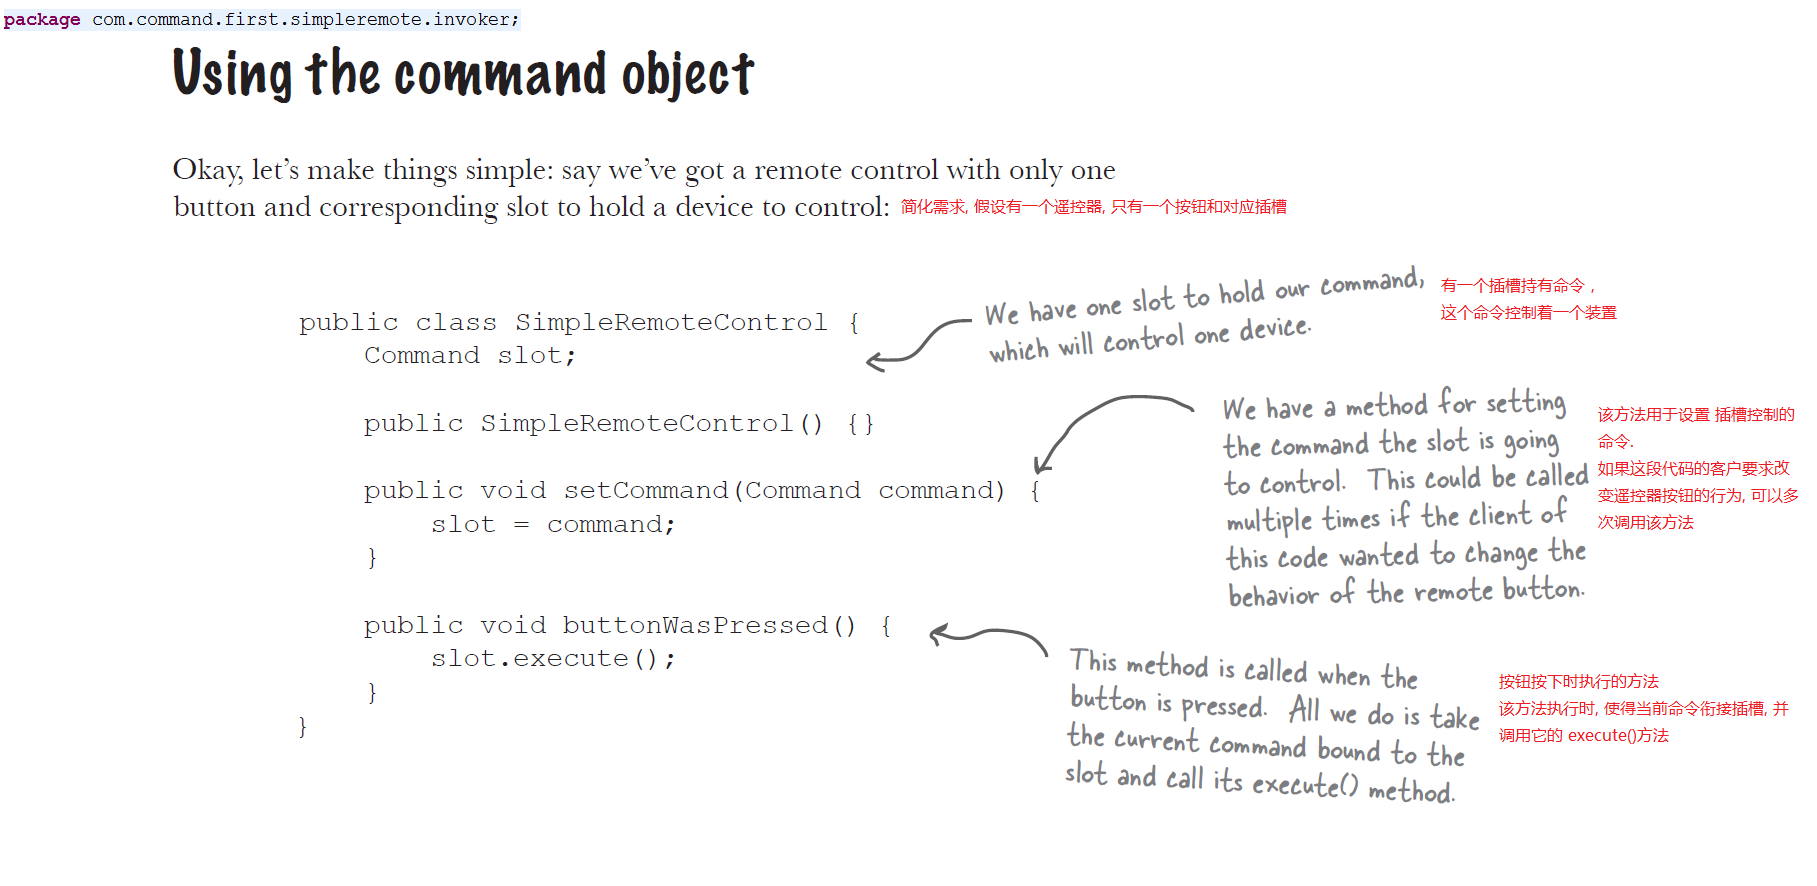 package com.command.first.simpleremote.invoker;
Using the command object
Okay, let’s make things simple: say we’ve got a remote control with only one
button and corresponding slot to hold a device to control:
简化需求, 假设有一个遥控器, 只有一个按钮和对应插槽
public class SimpleRemoteControl {
Command slot;
public SimpleRemoteControl() {}
public void setCommand(Command command) {
slot = command;
}
public void buttonWasPressed() {
slot.execute();
}
}
We have one slot to hold our command,
which will control one device.
有一个插槽持有命令 ,
这个命令控制着一个装置
We have a method for setting
the command the slot is going
to control. This could be called
multiple times if the client of
this code wanted to change the
behavior of the remote button.
该方法用于设置 插槽控制的
命令.
如果这段代码的客户要求改
变遥控器按钮的行为, 可以多
次调用该方法
This method is called when the
button is pressed. All we do is take
the current command bound to the
slot and call its execute() method.
按钮按下时执行的方法
该方法执行时, 使得当前命令衔接插槽, 并
调用它的 execute()方法